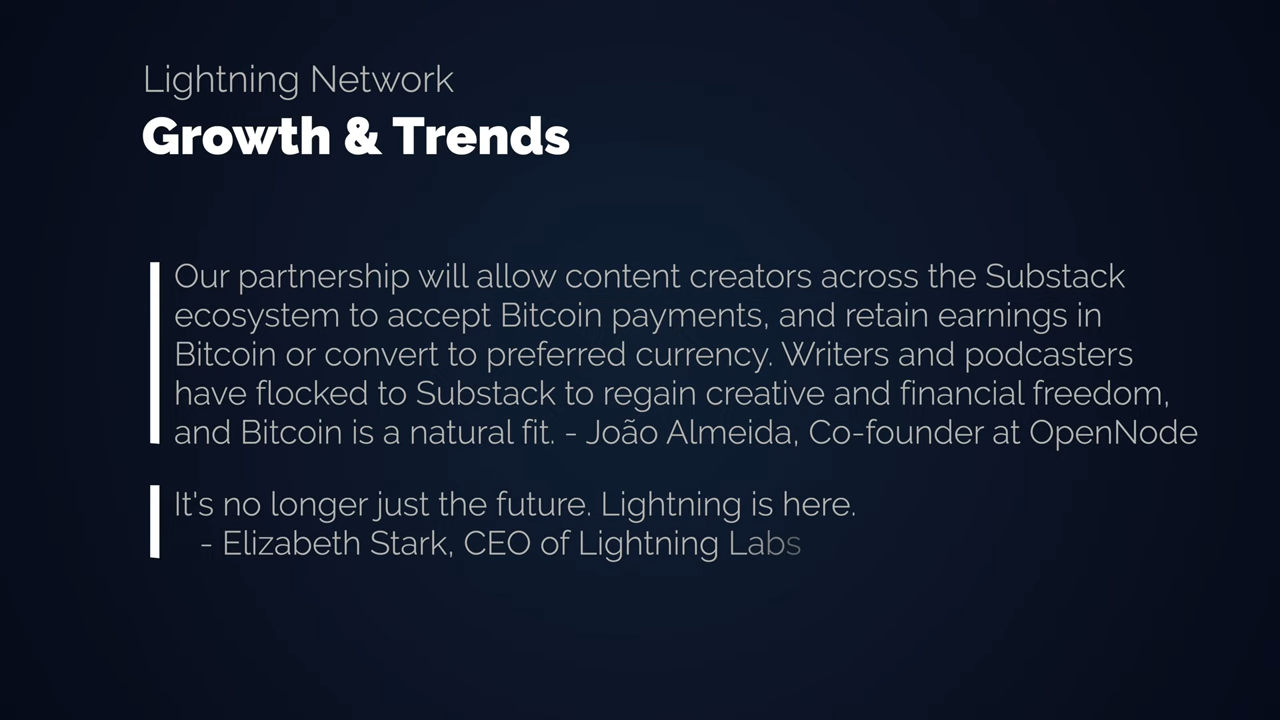 Lightning Network
Growth & Trends
Our partnership will allow content creators across the Substack
ecosystem to accept Bitcoin payments, and retain earnings in
Bitcoin or convert to preferred currency. Writers and podcasters
have flocked to Substack to regain creative and financial freedom,
and Bitcoin is a natural fit. - João Almeida, Co-founder at OpenNode
It's no longer just the future. Lightning is here.
- Elizabeth Stark, CEO of Lightning Labs